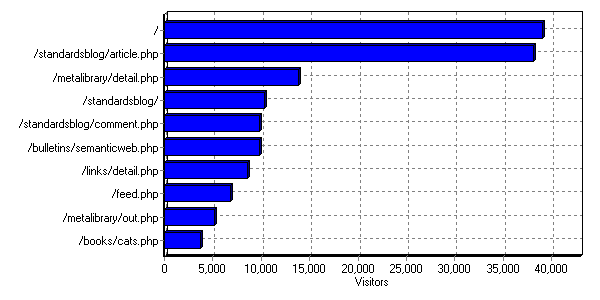 /
/standardsblog/article.php
/metalibrary/detail.php
/standardsblog/
/standardsblog/comment.php
/bulletins/semanticweb.php
/links/detail.php
/feed.php
/metalibrary/out.php
/books/cats.php
0 5,000 10,000 15,000 20,000 25,000 30,000 35,000 40,000
Visitors